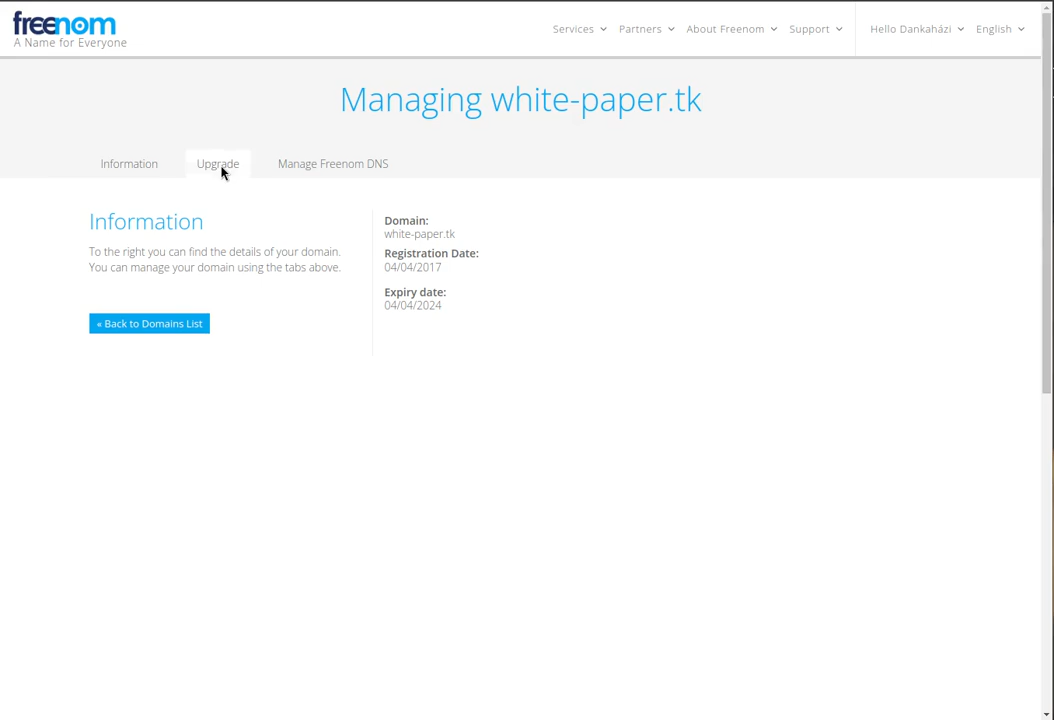 freenom
A Name for Everyone
Services Partners About Freenom Support Hello Dankaházi English
Managing white-paper.tk
Information Upgrade Manage Freenom DNS
Information
To the right you can find the details of your domain.
You can manage your domain using the tabs above.
« Back to Domains List
Domain:
white-paper.tk
Registration Date:
04/04/2017
Expiry date:
04/04/2024